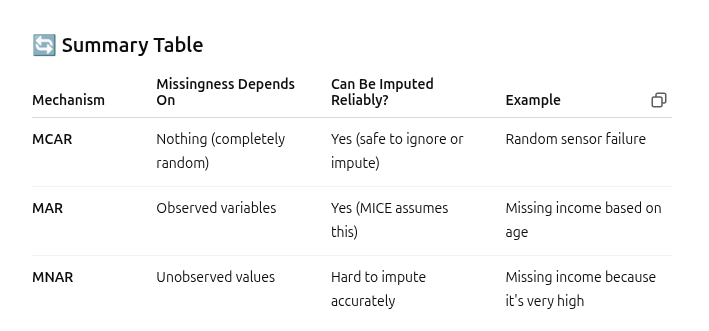 🔄 Summary Table
Mechanism Missingness Depends On Can Be Imputed Reliably? Example
MCAR Nothing (completely random) Yes (safe to ignore or impute) Random sensor failure
MAR Observed variables Yes (MICE assumes this) Missing income based on age
MNAR Unobserved values Hard to impute accurately Missing income because it's very high